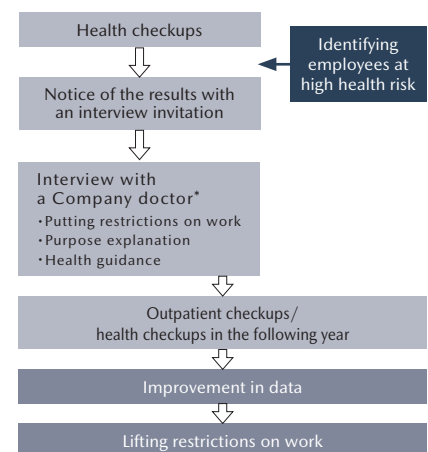 Health checkups
Identifying
employees at
high health risk
Notice of the results with
an interview invitation
Interview with
a Company doctor*
・Putting restrictions on work
・Purpose explanation
・Health guidance
Outpatient checkups/
health checkups in the following year
Improvement in data
Lifting restrictions on work